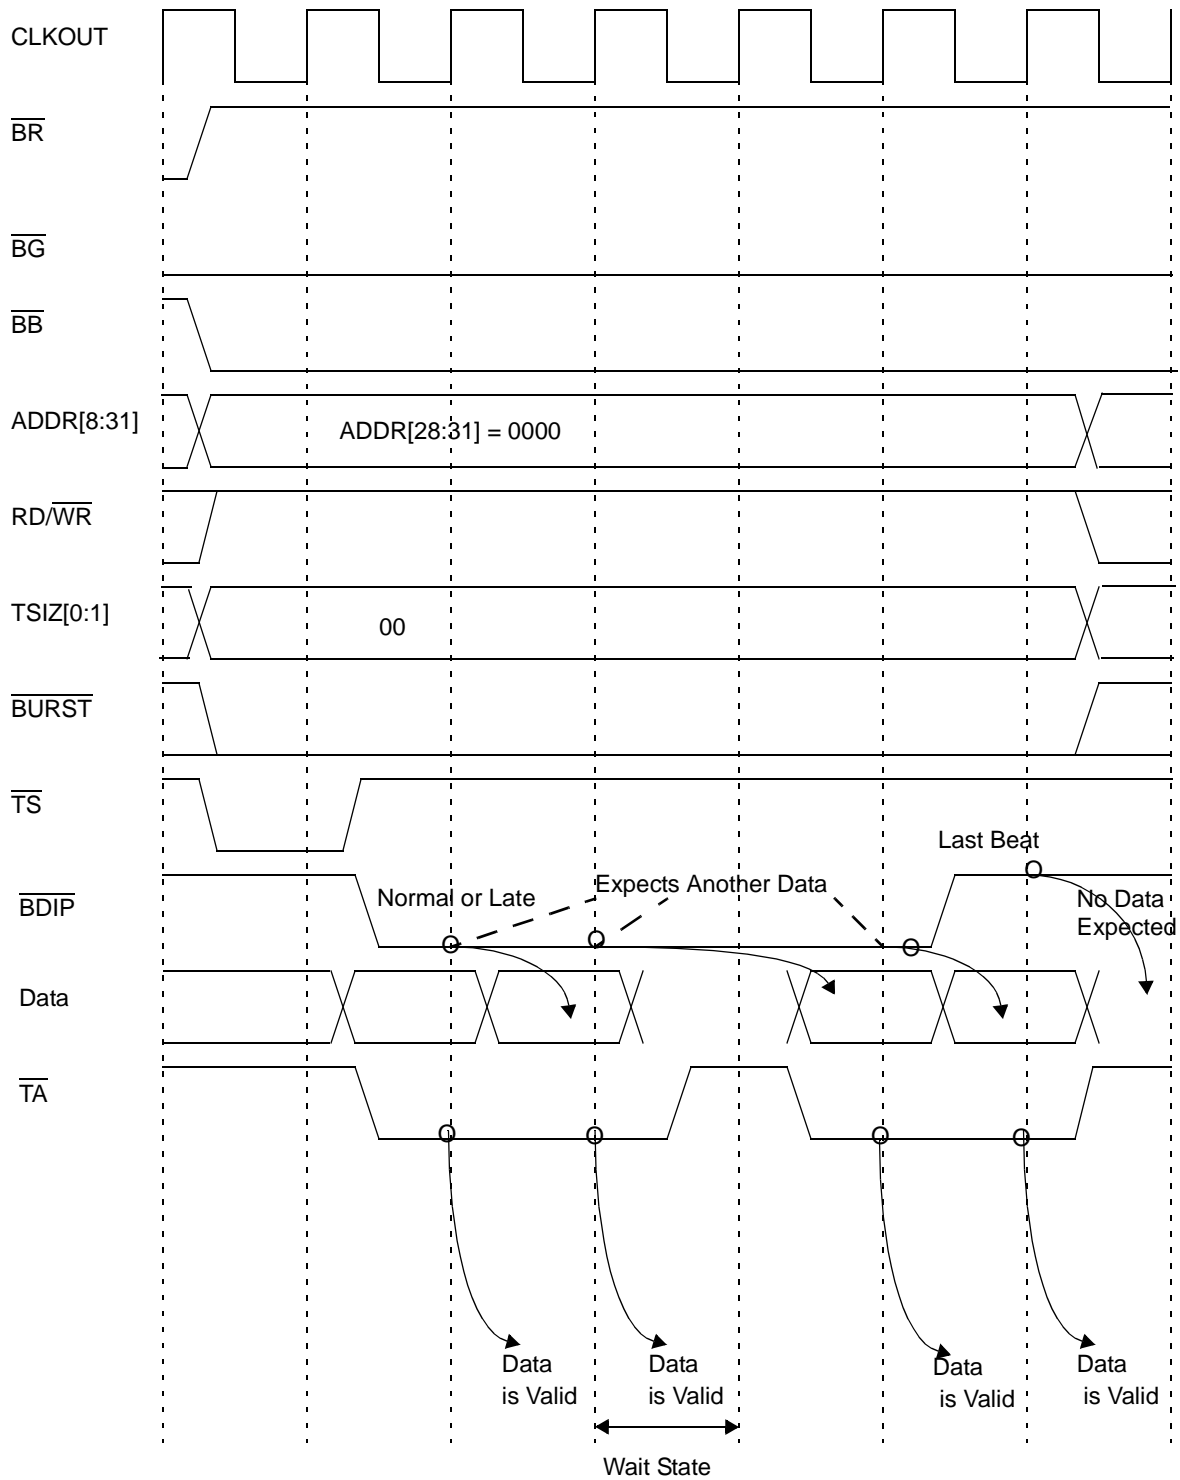 CLKOUT
BR
BG
BB
ADDR[8:31]
ADDR[28:31] = 0000
RD/WR
TSIZ[0:1]
00
BURST
TS
Last Beat
BDIP
Normal or Late
Expects Another Data
No Data
Expected
Data
TA
Data
is Valid
Data
is Valid
Data
is Valid
Data
is Valid
Wait State